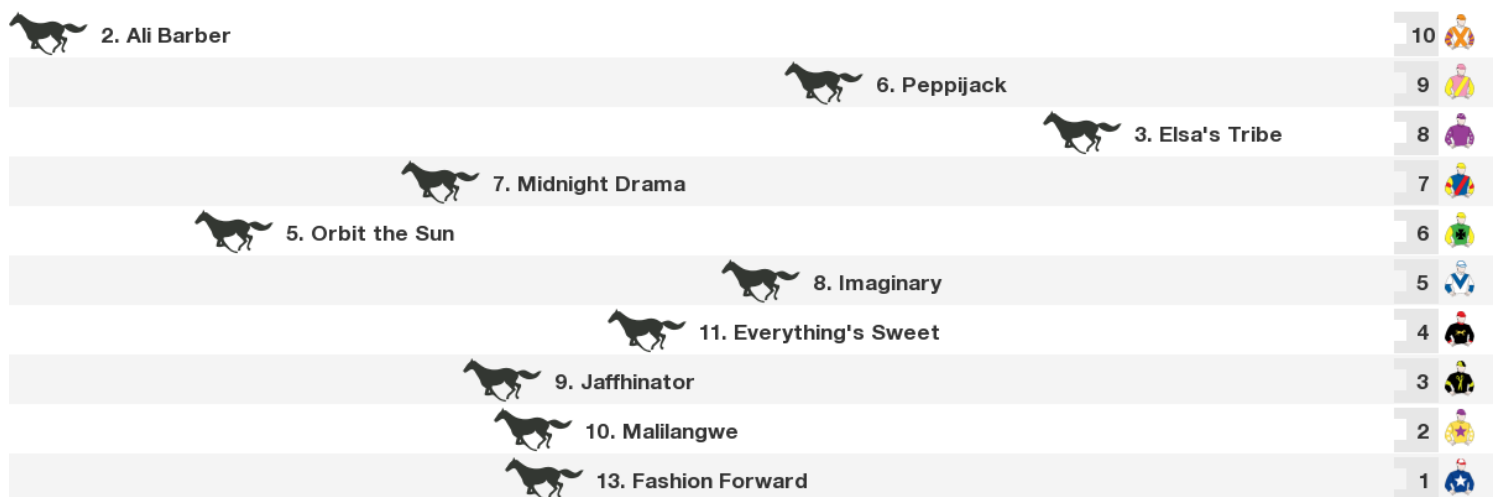 2. Ali Barber 10
6. Peppijack 9
3. Elsa's Tribe 8
7. Midnight Drama 7
5. Orbit the Sun 6
8. Imaginary 5
11. Everything's Sweet 4
9. Jaffhinator 3
10. Malilangwe 2
13. Fashion Forward 1